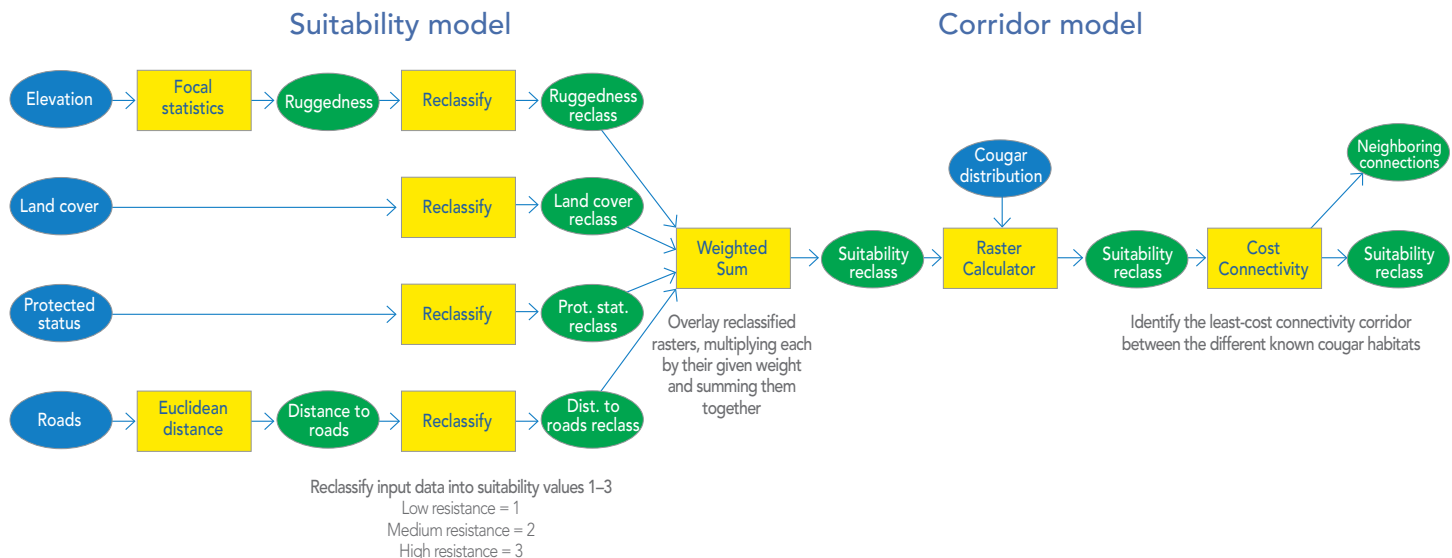 Suitability model
Corridor model
Elevation
Focal
statistics
Ruggedness
Reclassify
Ruggedness
reclass
Land cover
Reclassify
Land cover
reclass
Protected
status
Reclassify
Prot. stat.
reclass
Roads
Euclidean
distance
Distance to
roads
Reclassify
Dist. to
roads reclass
Reclassify input data into suitability values 1–3
Low resistance = 1
Medium resistance = 2
High resistance = 3
Weighted
Sum
Overlay reclassified
rasters, multiplying each
by their given weight
and summing them
together
Suitability
reclass
Cougar
distribution
Raster
Calculator
Suitability
reclass
Cost
Connectivity
Neighboring
connections
Suitability
reclass
Identify the least-cost connectivity corridor
between the different known cougar habitats